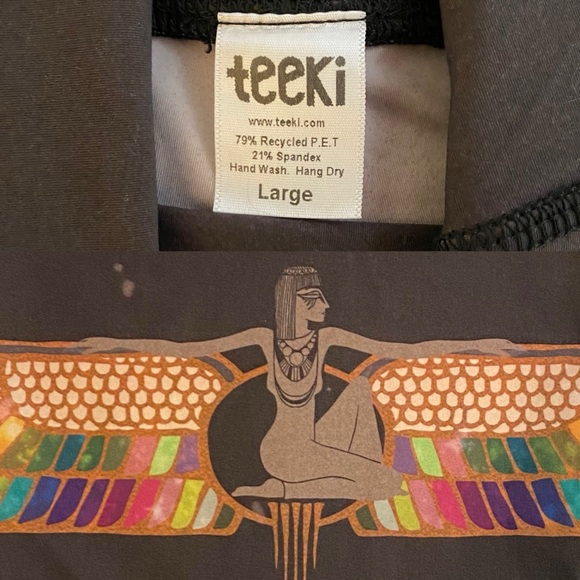 teeki
www.teeki.com
79% Recycled P.E.T
21% Spandex
Hand Wash. Hang Dry
Large